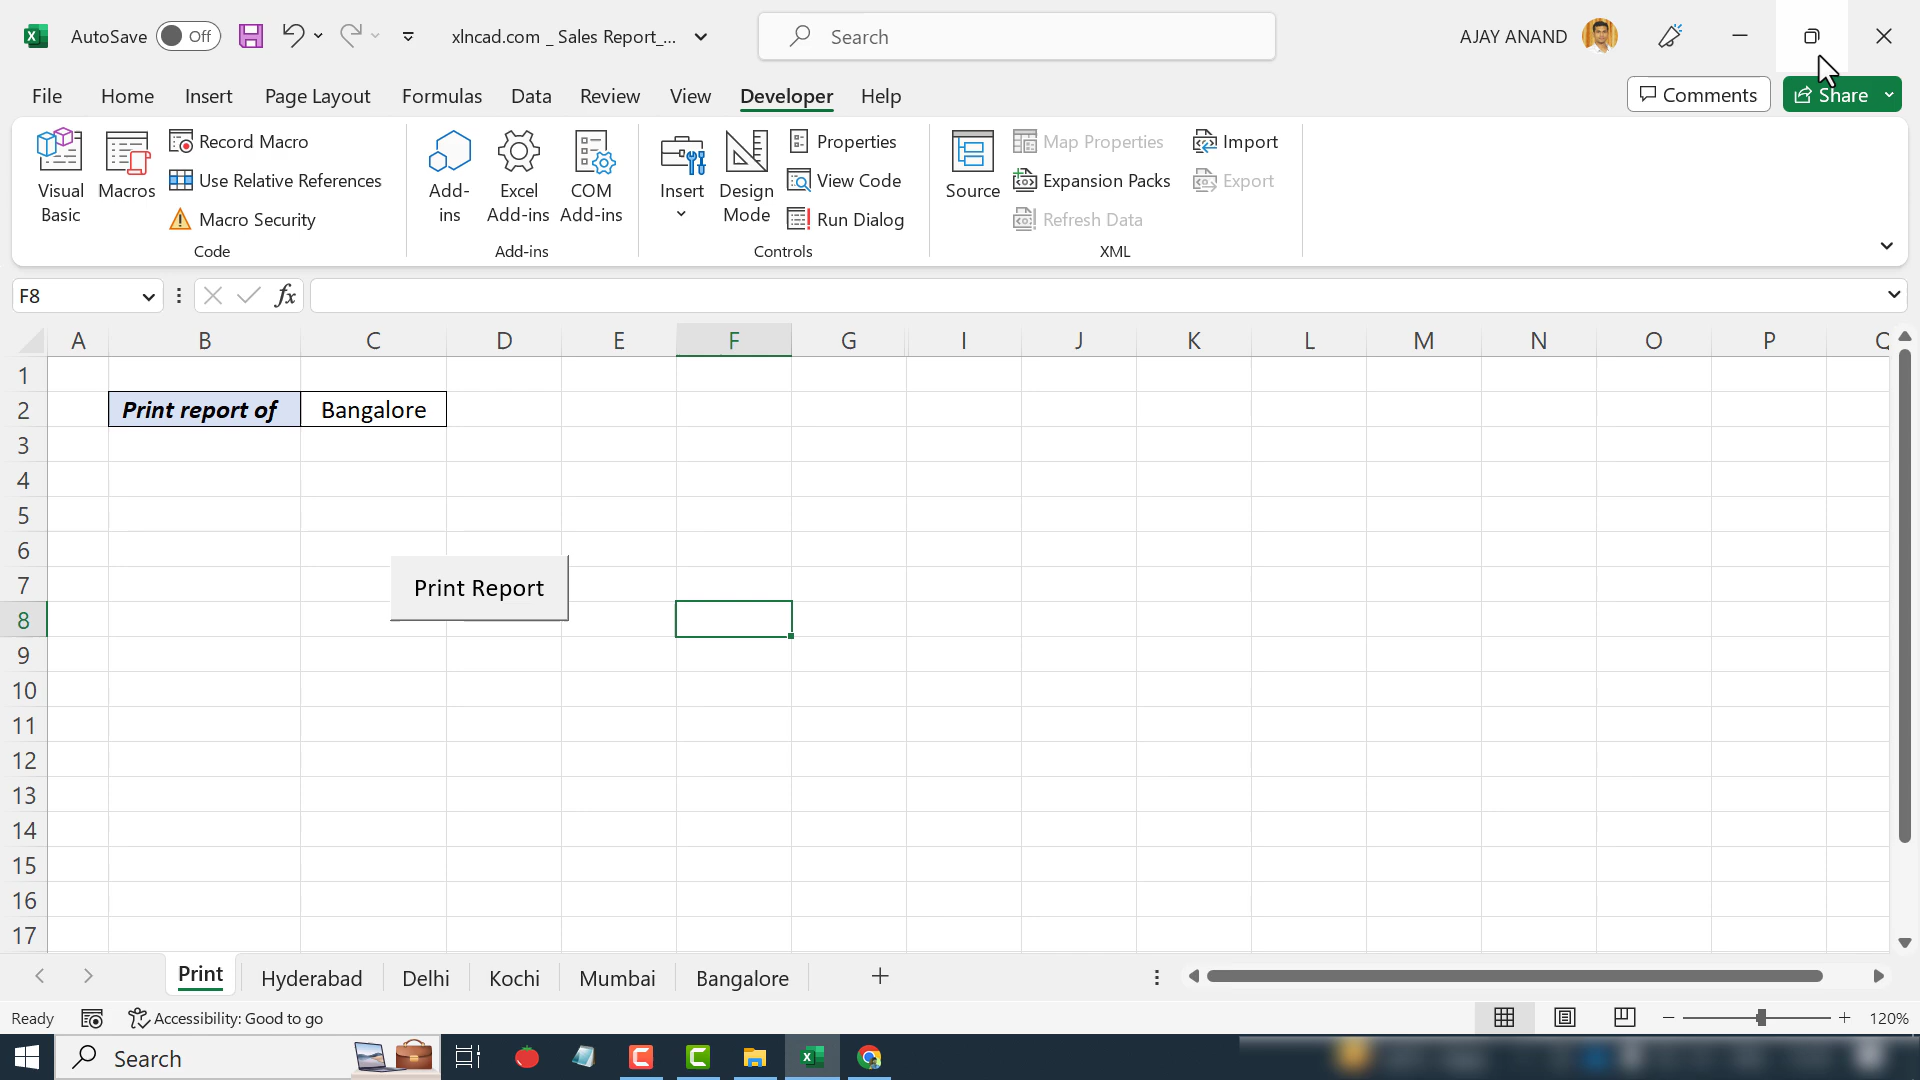 AutoSave Off xlncad.com _ Sales Report_... Search AJAY ANAND
File Home Insert Page Layout Formulas Data Review View Developer Help Comments Share
Visual Basic Macros Record Macro Use Relative References Macro Security
Add-ins Excel Add-ins COM Add-ins
Insert Design Mode Properties View Code Run Dialog
Source Map Properties Expansion Packs Refresh Data Import Export
Code Add-ins Controls XML
F8 fx
A B C D E F G I J K L M N O P
1
2 Print report of Bangalore
3
4
5
6
7 Print Report
8
9
10
11
12
13
14
15
16
17
Print Hyderabad Delhi Kochi Mumbai Bangalore
Ready Accessibility: Good to go 120%
Search